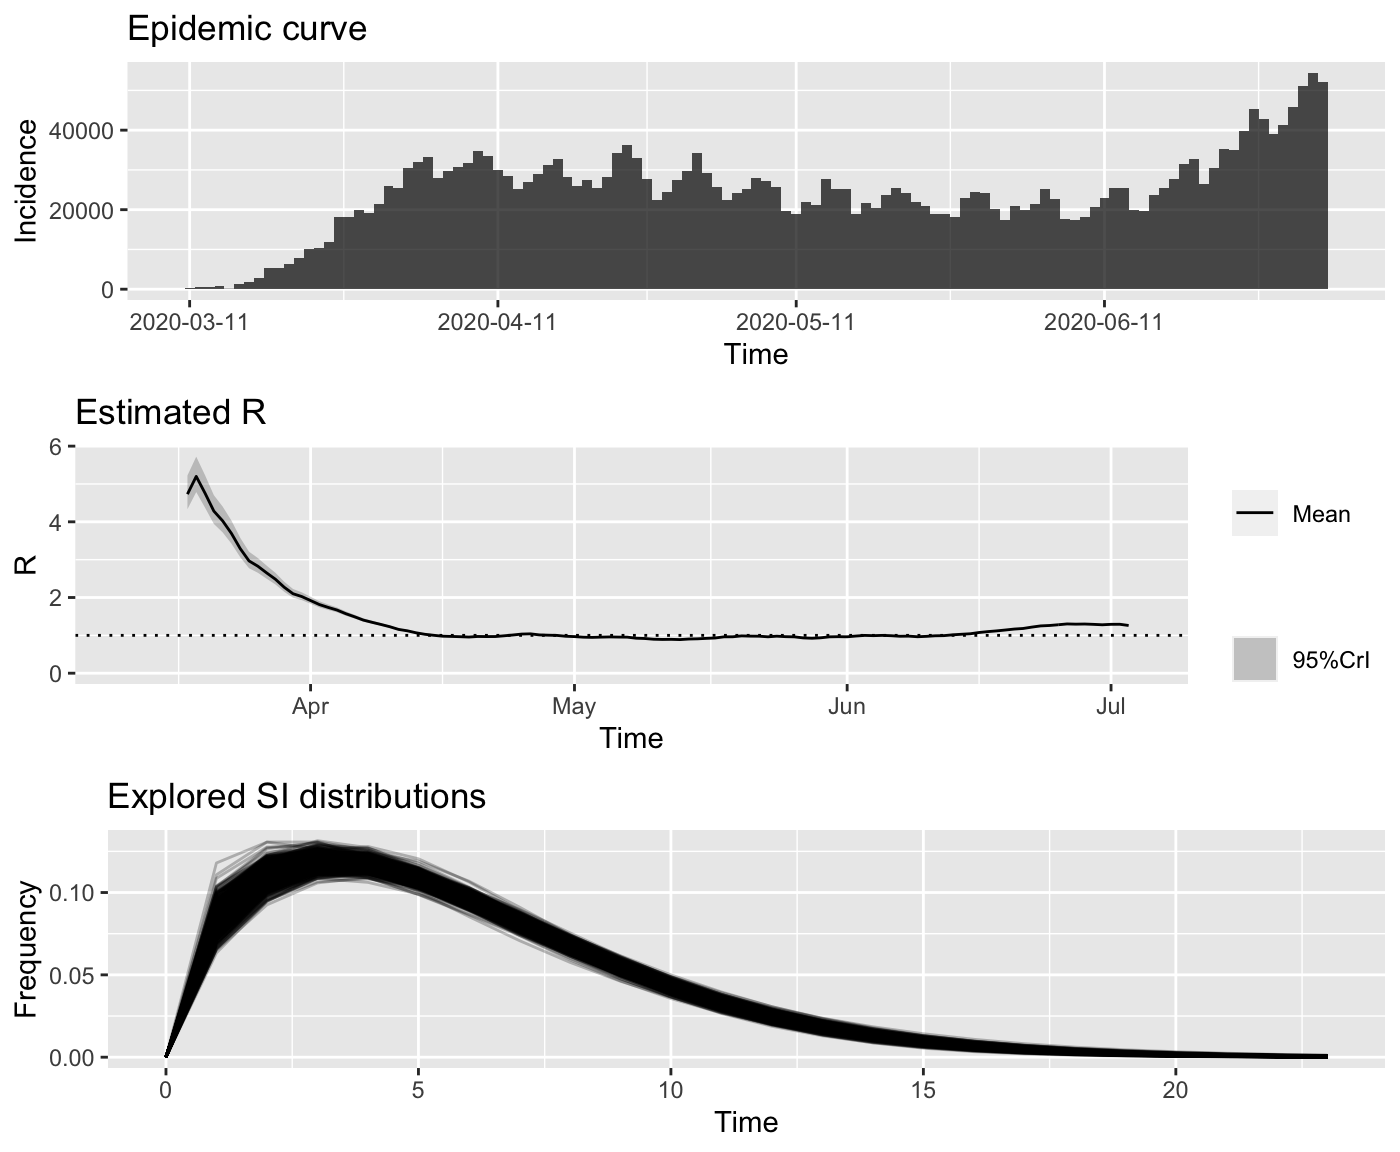 Epidemic curve
Incidence
40000
20000
0
2020-03-11
2020-04-11
2020-05-11
2020-06-11
Time
Estimated R
R
6
4
2
0
Apr
May
Jun
Jul
Time
Mean
95%CrI
Explored SI distributions
Frequency
0.10
0.05
0.00
0
5
10
15
20
Time